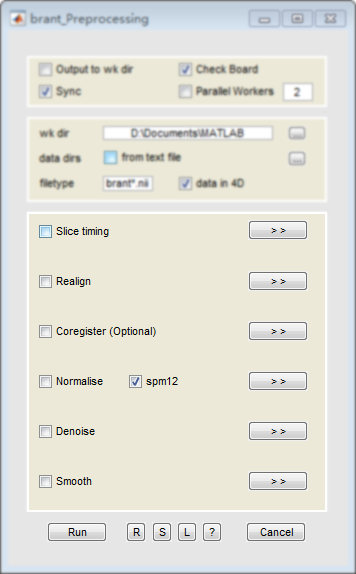 brant_Preprocessing
Output to wk dir Check Board
Sync Parallel Workers 2
wk dir D:\Documents\MATLAB
data dirs from text file ...
filetype brant*.nii data in 4D
Slice timing > >
Realign > >
Coregister (Optional) > >
Normalise spm12 > >
Denoise > >
Smooth > >
Run R S L ? Cancel